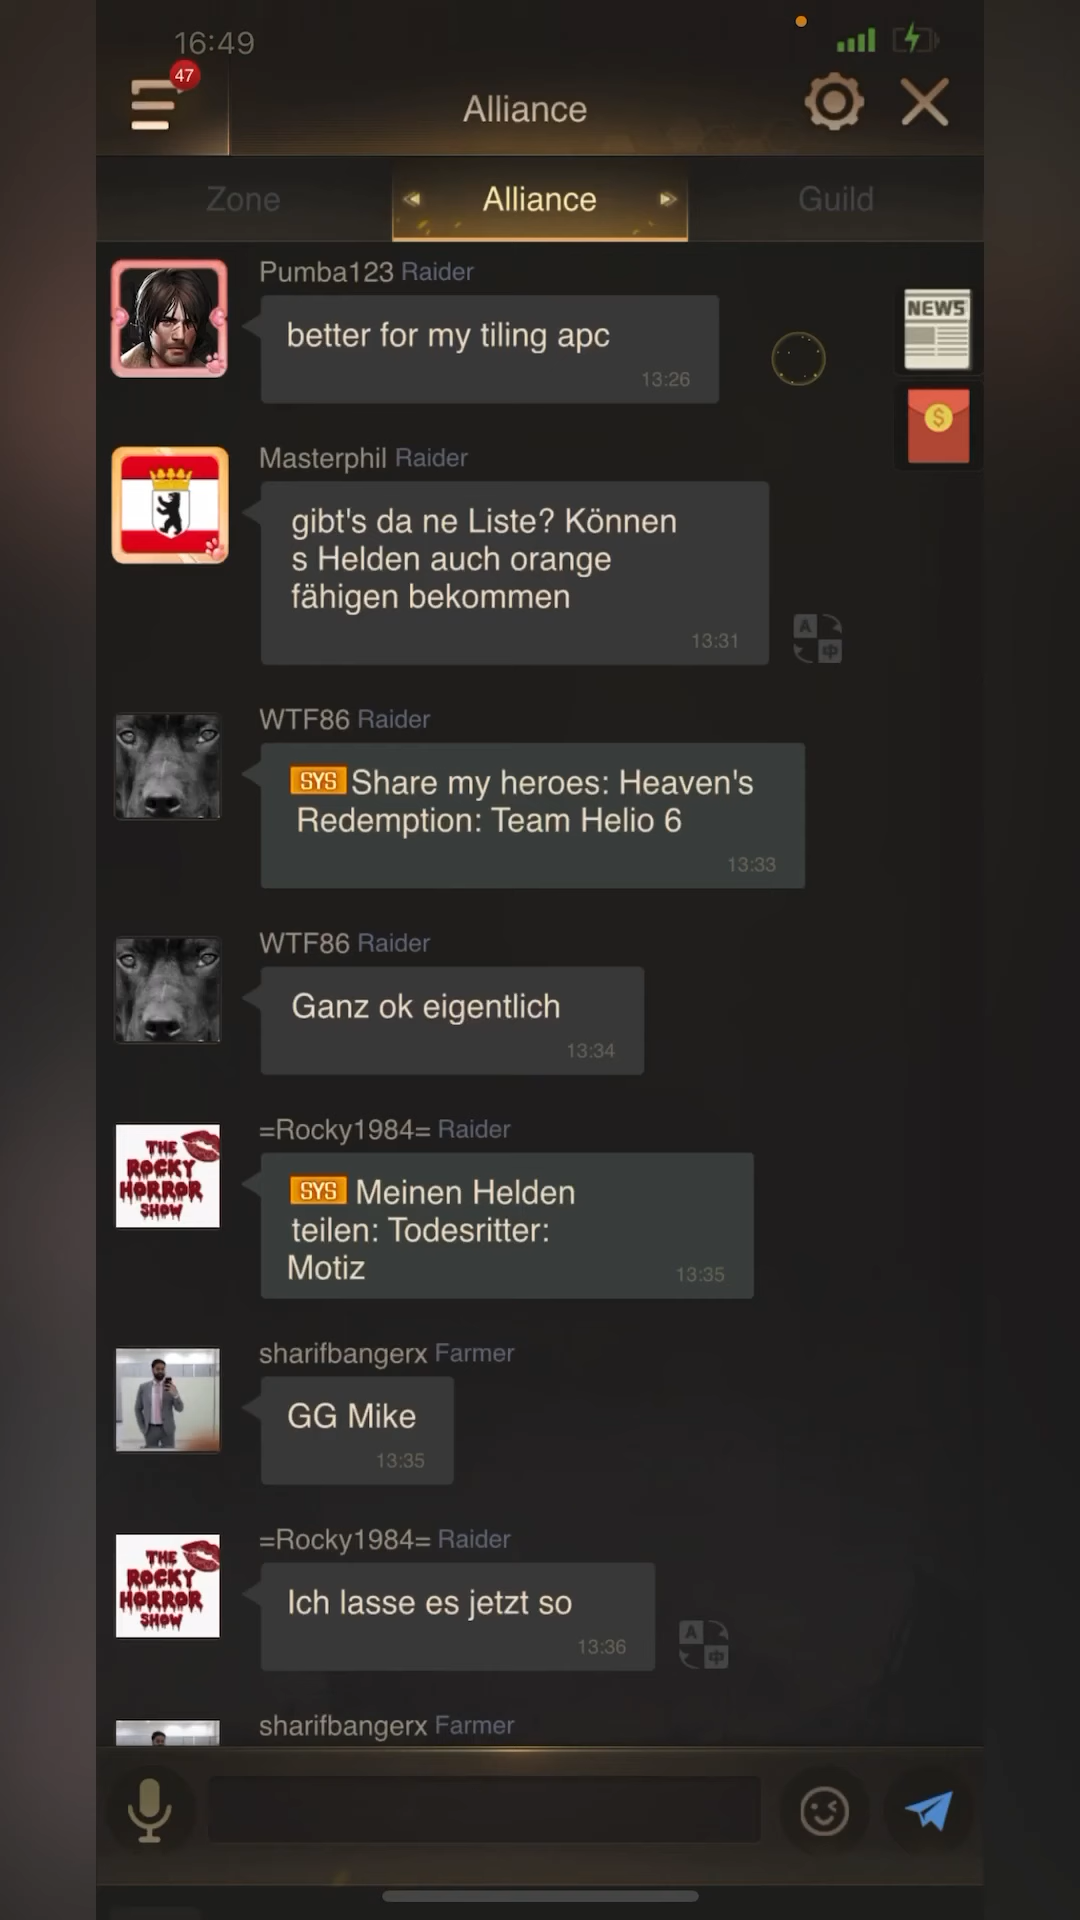 16:49
47
Alliance
Zone
Alliance
Guild
Pumba123 Raider
better for my tiling apc
13:26
NEWS
$
Masterphil Raider
gibt's da ne Liste? Können
s Helden auch orange
fähigen bekommen
13:31
A
中
WTF86 Raider
SYS Share my heroes: Heaven's
Redemption: Team Helio 6
13:33
WTF86 Raider
Ganz ok eigentlich
13:34
THE
ROCKY
HORROR
SHOW
=Rocky1984= Raider
SYS Meinen Helden
teilen: Todesritter:
Motiz
13:35
sharifbangerx Farmer
GG Mike
13:35
THE
ROCKY
HORROR
SHOW
=Rocky1984= Raider
Ich lasse es jetzt so
13:36
A
中
sharifbangerx Farmer